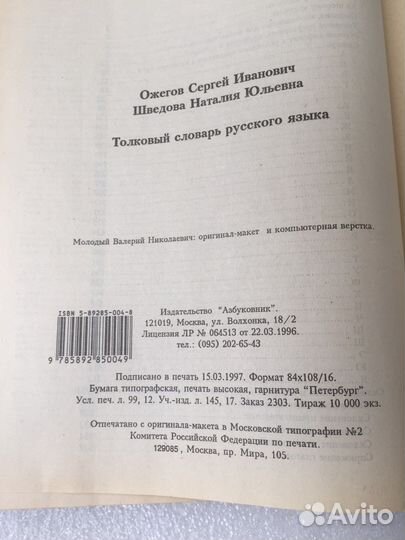 Ожегов Сергей Иванович
Шведова Наталия Юльевна
Толковый словарь русского языка
Молодый Валерий Николаевич: оригинал-макет и компьютерная верстка.
ISBN 5-89285-004-8
9 785892 850049
Издательство "Азбуковник".
121019, Москва, ул. Волхонка, 18/2
Лицензия ЛР № 064513 от 22.03.1996.
тел.: (095) 202-65-43
Подписано в печать 15.03.1997. Формат 84х108/16.
Бумага типографская, печать высокая, гарнитура "Петербург".
Усл. печ. л. 99, 12. Уч.-изд. л. 145, 17. Заказ 2303. Тираж 10 000 экз.
Отпечатано с оригинала-макета в Московской типографии №2
Комитета Российской Федерации по печати.
129085, Москва, пр. Мира, 105.
Avito